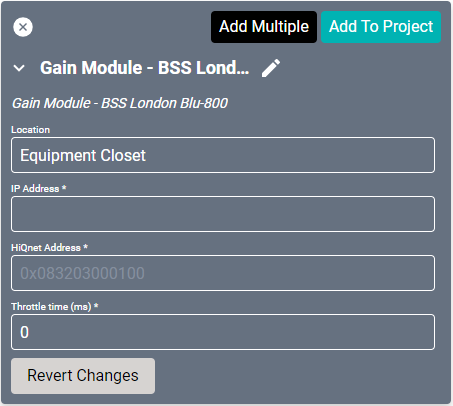 Add Multiple
Add To Project
Gain Module - BSS Lond...
Gain Module - BSS London Blu-800
Location
Equipment Closet
IP Address *
HiQnet Address *
0x083203000100
Throttle time (ms) *
0
Revert Changes